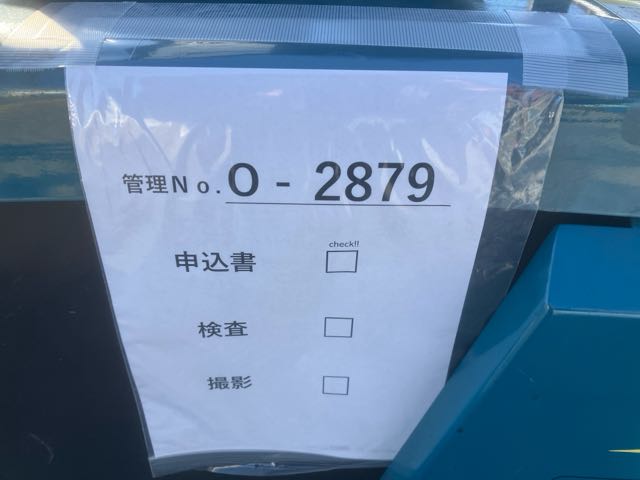 管理No. O - 2879
check!!
申込書 □
検査 □
撮影 □